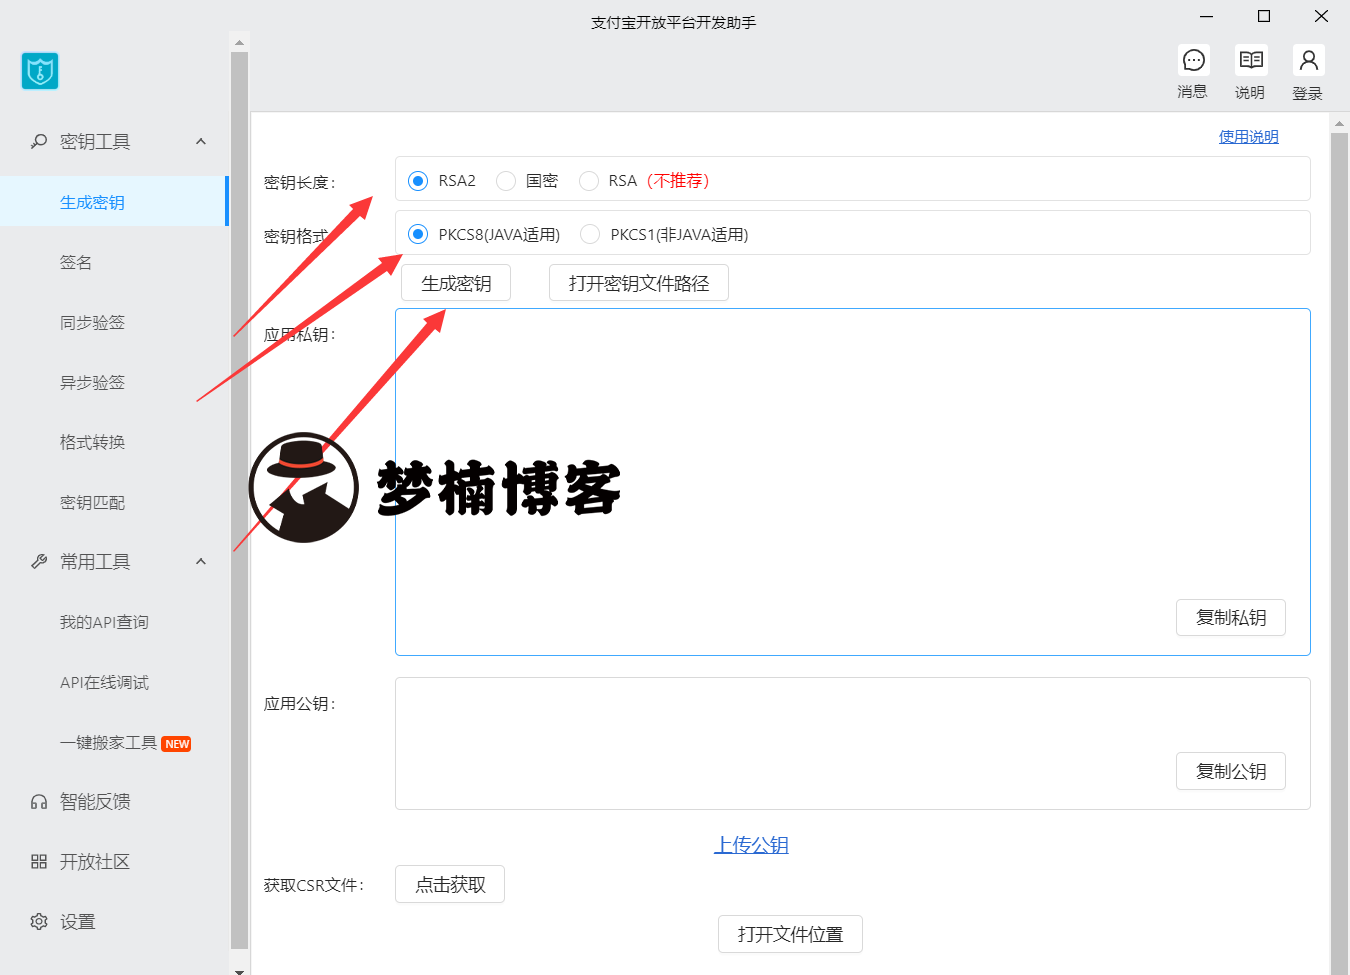 支付宝开放平台开发助手
消息
说明
登录
密钥工具
生成密钥
签名
同步验签
异步验签
格式转换
密钥匹配
常用工具
我的API查询
API在线调试
一键搬家工具 NEW
智能反馈
开放社区
设置
使用说明
密钥长度: RSA2 国密 RSA (不推荐)
密钥格式 PKCS8(JAVA适用) PKCS1(非JAVA适用)
生成密钥 打开密钥文件路径
应用私钥:
梦楠博客
复制私钥
应用公钥:
复制公钥
上传公钥
获取CSR文件: 点击获取
打开文件位置